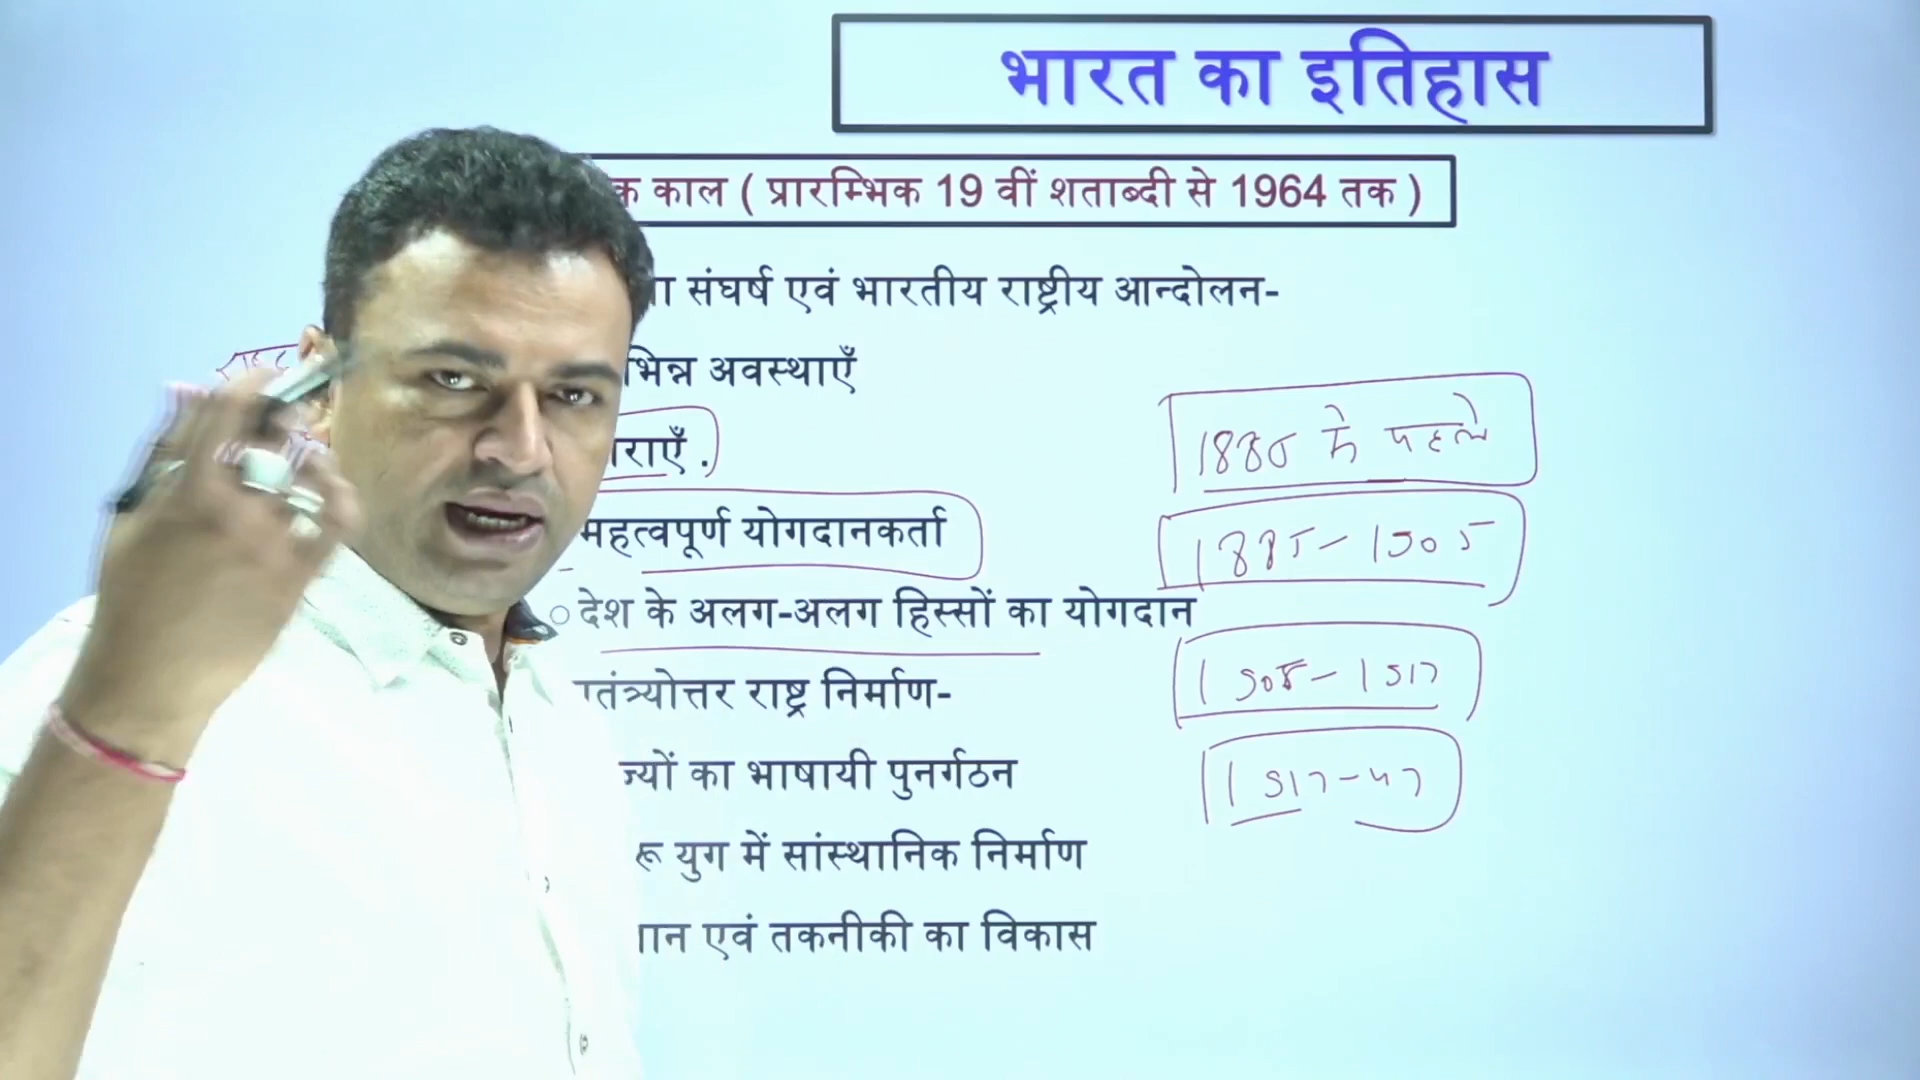 भारत का इतिहास
काल ( प्रारम्भिक 19 वीं शताब्दी से 1964 तक )
संघर्ष एवं भारतीय राष्ट्रीय आन्दोलन-
भिन्न अवस्थाएँ
राएँ .
1885 से पहले
महत्वपूर्ण योगदानकर्ता
1885-1905
○ देश के अलग-अलग हिस्सों का योगदान
1905-1917
तंत्र्योत्तर राष्ट्र निर्माण-
ज्यों का भाषायी पुनर्गठन
1917-47
रू युग में सांस्थानिक निर्माण
एवं तकनीकी का विकास